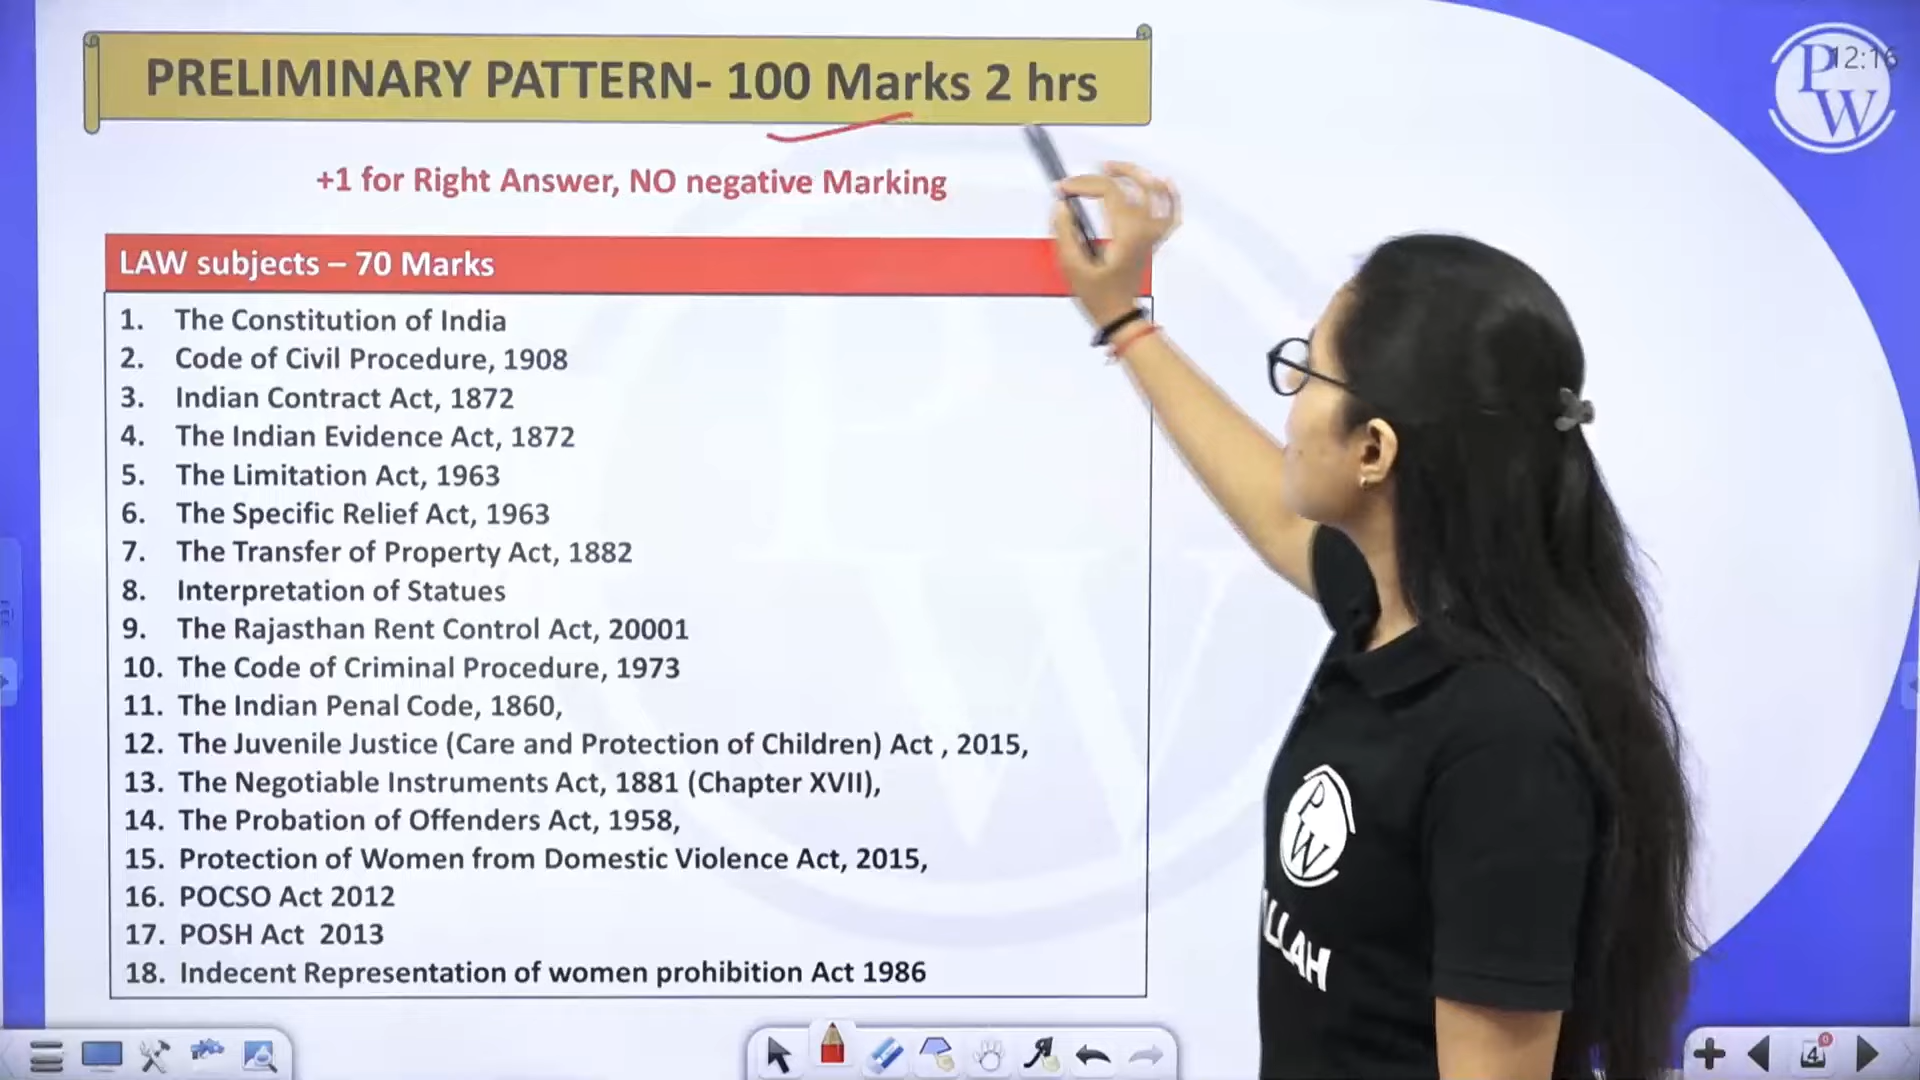 PRELIMINARY PATTERN- 100 Marks 2 hrs
PW
12:16
+1 for Right Answer, NO negative Marking
LAW subjects – 70 Marks
1. The Constitution of India
2. Code of Civil Procedure, 1908
3. Indian Contract Act, 1872
4. The Indian Evidence Act, 1872
5. The Limitation Act, 1963
6. The Specific Relief Act, 1963
7. The Transfer of Property Act, 1882
8. Interpretation of Statues
9. The Rajasthan Rent Control Act, 20001
10. The Code of Criminal Procedure, 1973
11. The Indian Penal Code, 1860,
12. The Juvenile Justice (Care and Protection of Children) Act , 2015,
13. The Negotiable Instruments Act, 1881 (Chapter XVII),
14. The Probation of Offenders Act, 1958,
15. Protection of Women from Domestic Violence Act, 2015,
16. POCSO Act 2012
17. POSH Act 2013
18. Indecent Representation of women prohibition Act 1986
PW
LLAH
4
0